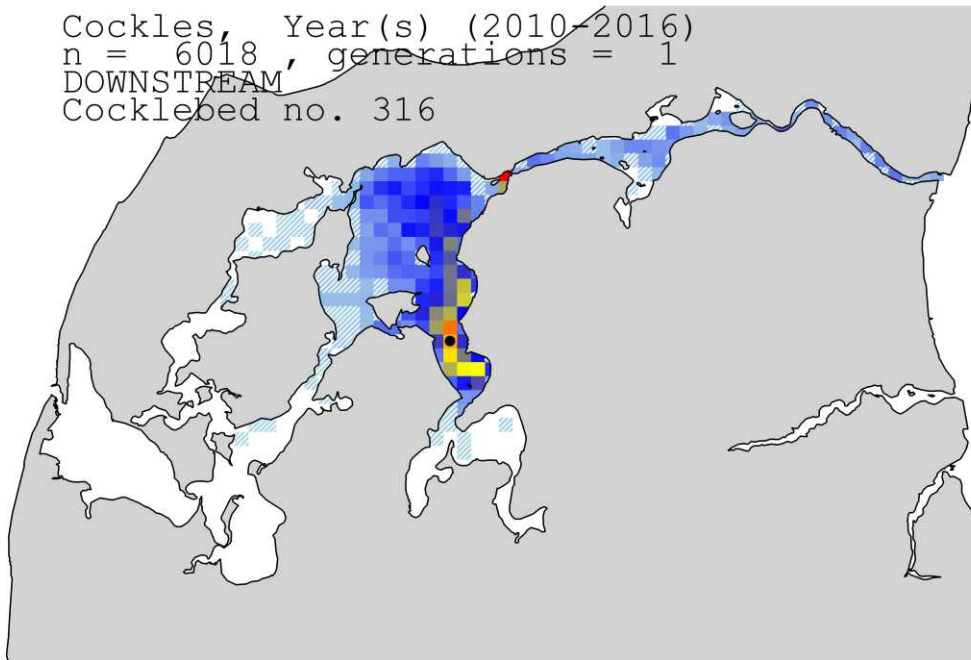 Cockles, Year(s) (2010-2016)
n = 6018 , generations = 1
DOWNSTREAM
Cocklebed no. 316